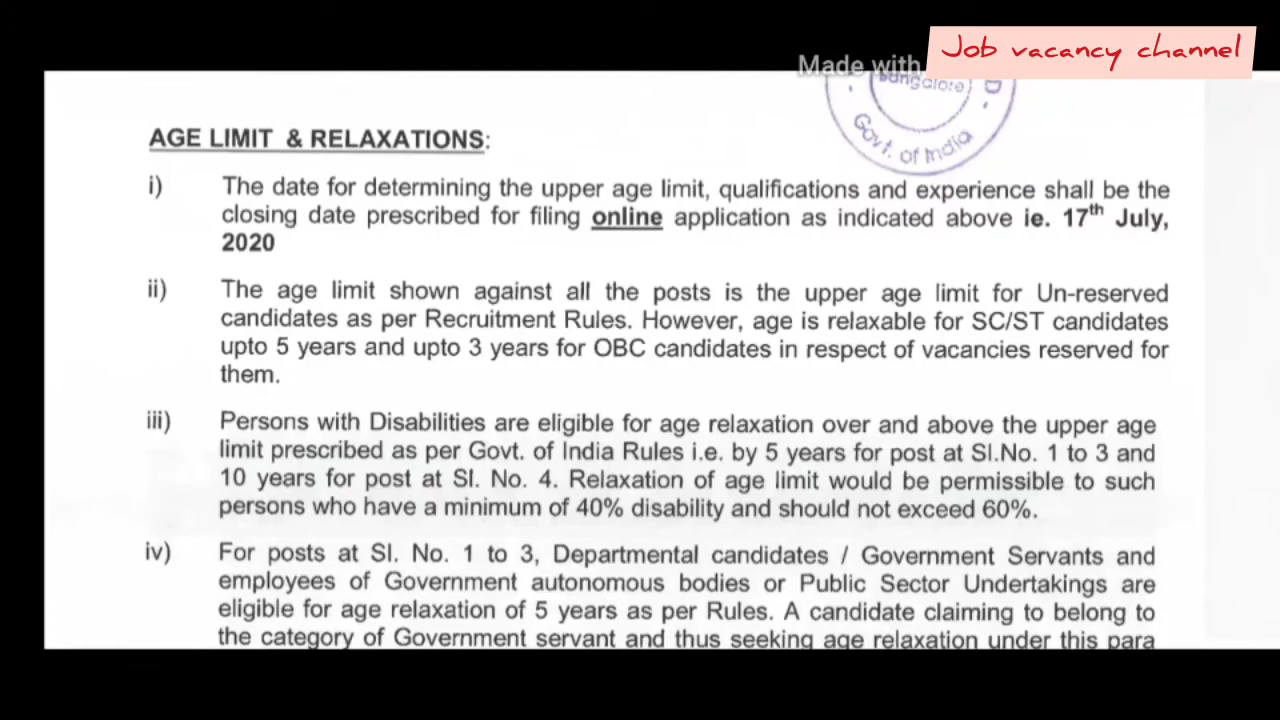 Job vacancy channel
Made with
Bangalore
D
Govt. of India
AGE LIMIT & RELAXATIONS:
i) The date for determining the upper age limit, qualifications and experience shall be the
closing date prescribed for filing online application as indicated above ie. 17th July,
2020
ii) The age limit shown against all the posts is the upper age limit for Un-reserved
candidates as per Recruitment Rules. However, age is relaxable for SC/ST candidates
upto 5 years and upto 3 years for OBC candidates in respect of vacancies reserved for
them.
iii) Persons with Disabilities are eligible for age relaxation over and above the upper age
limit prescribed as per Govt. of India Rules i.e. by 5 years for post at Sl.No. 1 to 3 and
10 years for post at Sl. No. 4. Relaxation of age limit would be permissible to such
persons who have a minimum of 40% disability and should not exceed 60%.
iv) For posts at Sl. No. 1 to 3, Departmental candidates / Government Servants and
employees of Government autonomous bodies or Public Sector Undertakings are
eligible for age relaxation of 5 years as per Rules. A candidate claiming to belong to
the category of Government servant and thus seeking age relaxation under this para